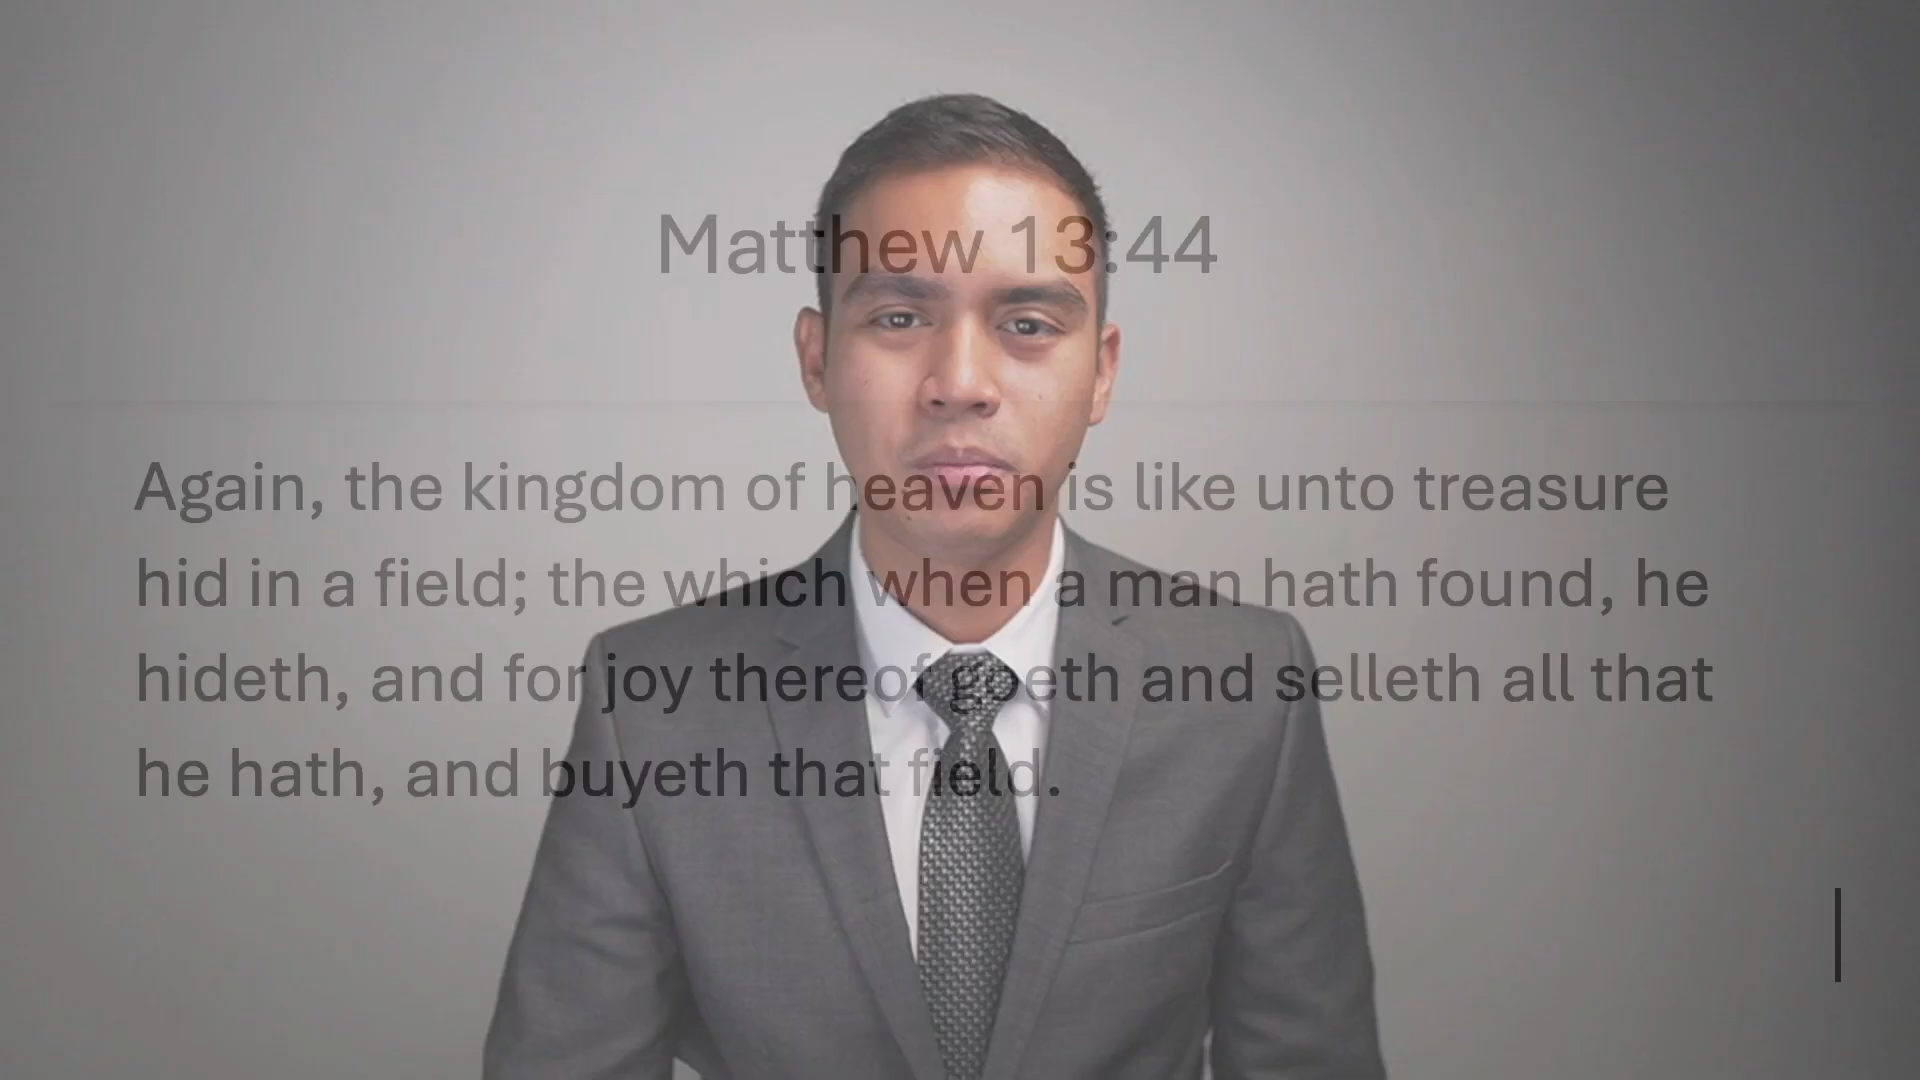 Matthew 13:44
Again, the kingdom of heaven is like unto treasure
hid in a field; the which when a man hath found, he
hideth, and for joy thereof goeth and selleth all that
he hath, and buyeth that field.